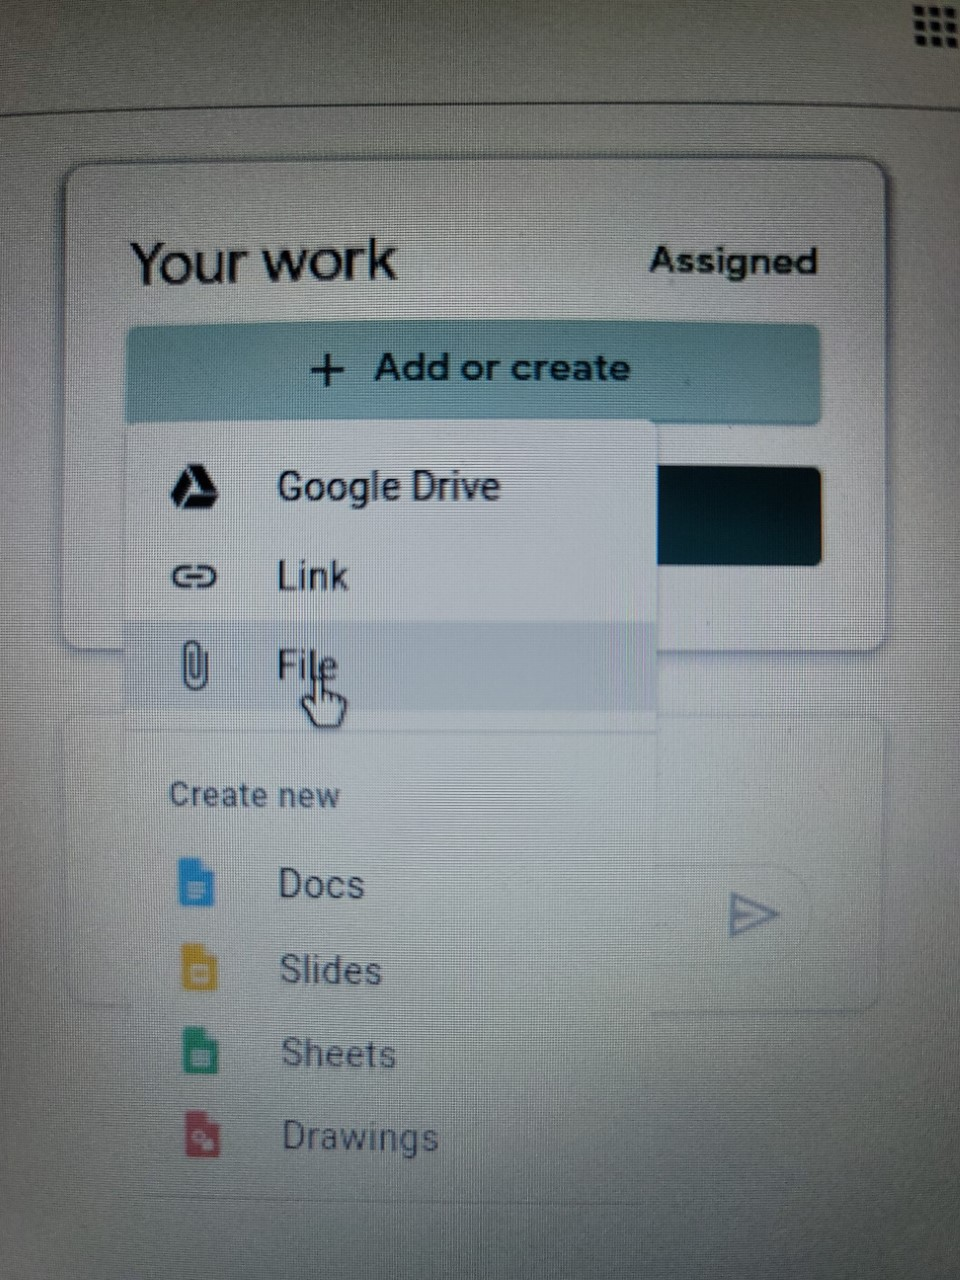 Your work
Assigned
+ Add or create
Google Drive
Link
File
Create new
Docs
Slides
Sheets
Drawings